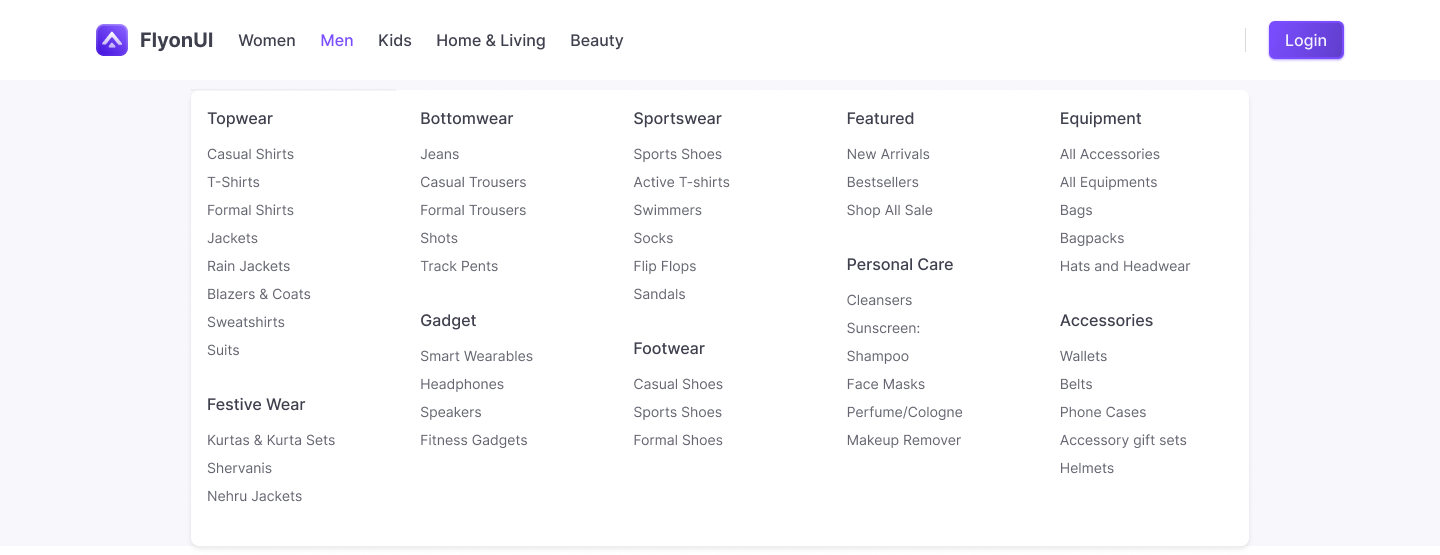 FlyonUI
Women
Men
Kids
Home & Living
Beauty
Login
Topwear
Casual Shirts
T-Shirts
Formal Shirts
Jackets
Rain Jackets
Blazers & Coats
Sweatshirts
Suits
Festive Wear
Kurtas & Kurta Sets
Shervanis
Nehru Jackets
Bottomwear
Jeans
Casual Trousers
Formal Trousers
Shots
Track Pents
Gadget
Smart Wearables
Headphones
Speakers
Fitness Gadgets
Sportswear
Sports Shoes
Active T-shirts
Swimmers
Socks
Flip Flops
Sandals
Footwear
Casual Shoes
Sports Shoes
Formal Shoes
Featured
New Arrivals
Bestsellers
Shop All Sale
Personal Care
Cleansers
Sunscreen:
Shampoo
Face Masks
Perfume/Cologne
Makeup Remover
Equipment
All Accessories
All Equipments
Bags
Bagpacks
Hats and Headwear
Accessories
Wallets
Belts
Phone Cases
Accessory gift sets
Helmets